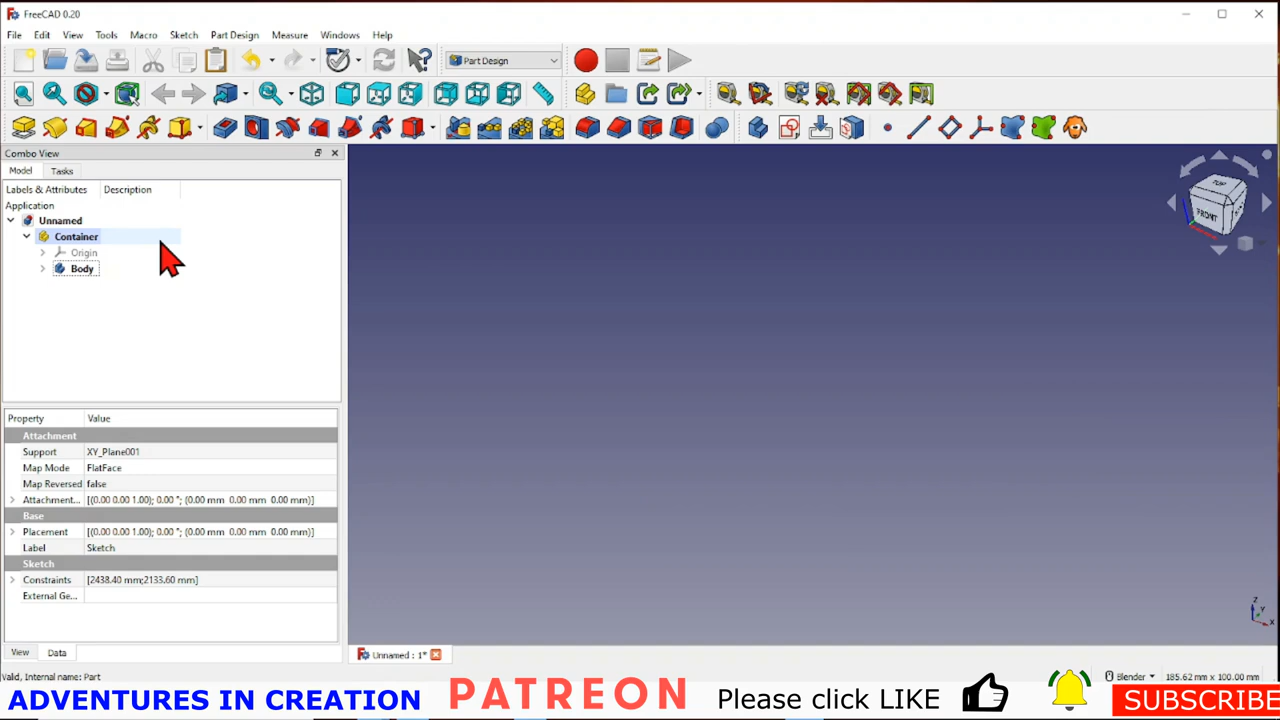 FreeCAD 0.20
File Edit View Tools Macro Sketch Part Design Measure Windows Help
Part Design
Combo View
Model Tasks
Labels & Attributes Description
Application
Unnamed
Container
Origin
Body
TOP
FRONT
Property Value
Attachment
Support XY_Plane001
Map Mode FlatFace
Map Reversed false
Attachment... [(0.00 0.00 1.00); 0.00 °; (0.00 mm 0.00 mm 0.00 mm)]
Base
Placement [(0.00 0.00 1.00); 0.00 °; (0.00 mm 0.00 mm 0.00 mm)]
Label Sketch
Sketch
Constraints [2438.40 mm;2133.60 mm]
External Ge...
Z
Y
X
View Data
Unnamed : 1*
Valid, Internal name: Part
Blender 185.62 mm x 100.00 mm
ADVENTURES IN CREATION PATREON Please click LIKE SUBSCRIBE